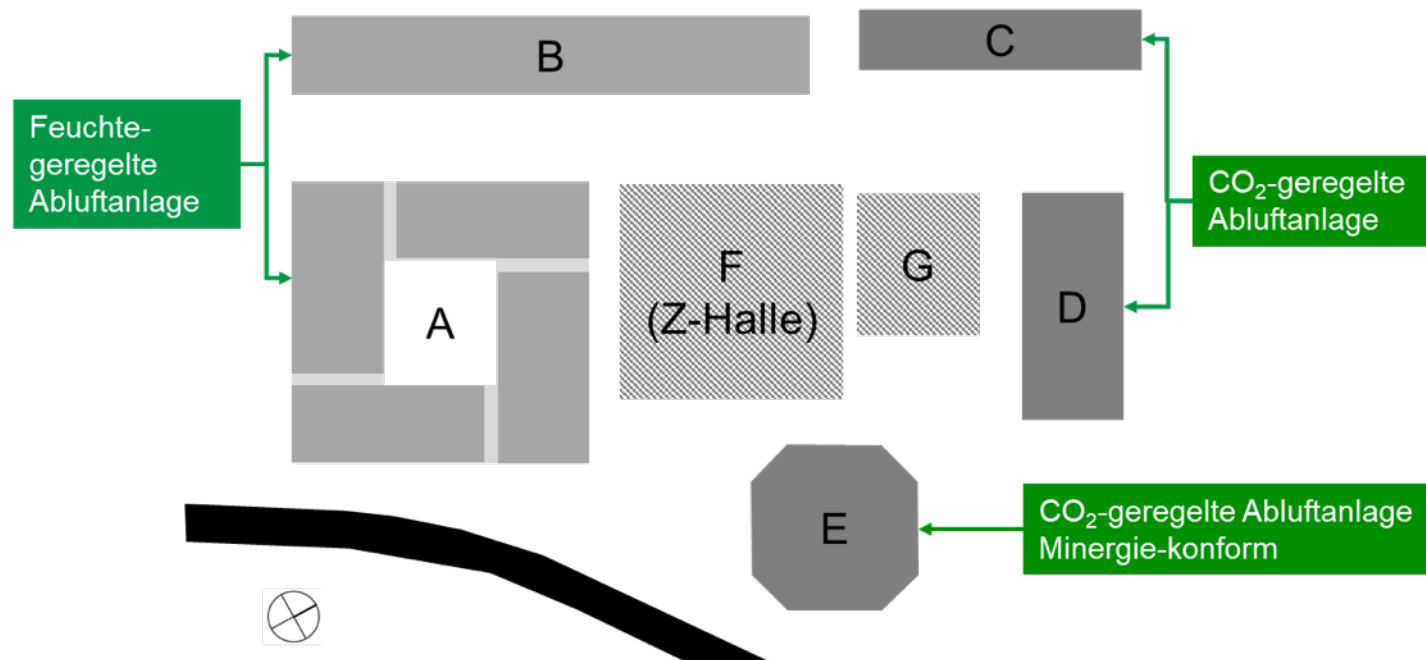 B
C
Feuchte-
geregelte
Abluftanlage
CO₂-geregelte
Abluftanlage
A
F
(Z-Halle)
G
D
E
CO₂-geregelte Abluftanlage
Minergie-konform